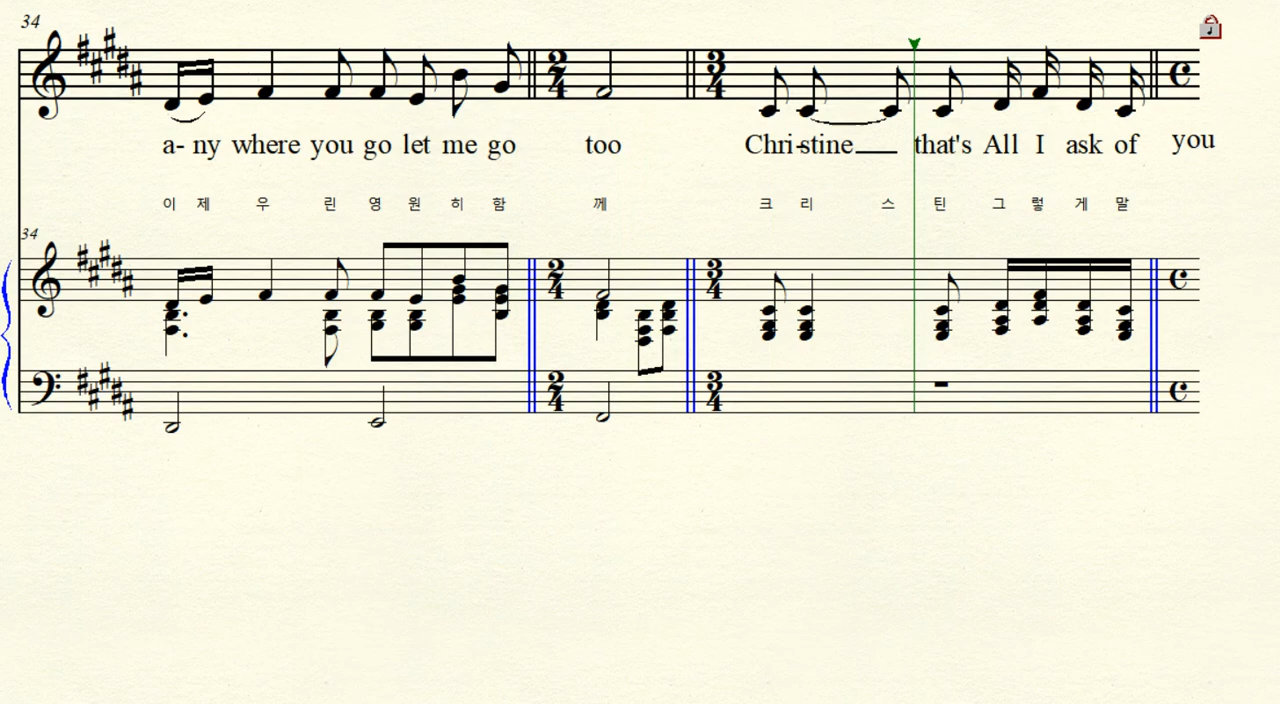 34
a- ny where you go let me go too Chri-stine that's All I ask of you
이 제 우 린 영 원 히 함 께 크 리 스 틴 그 렇 게 말
34